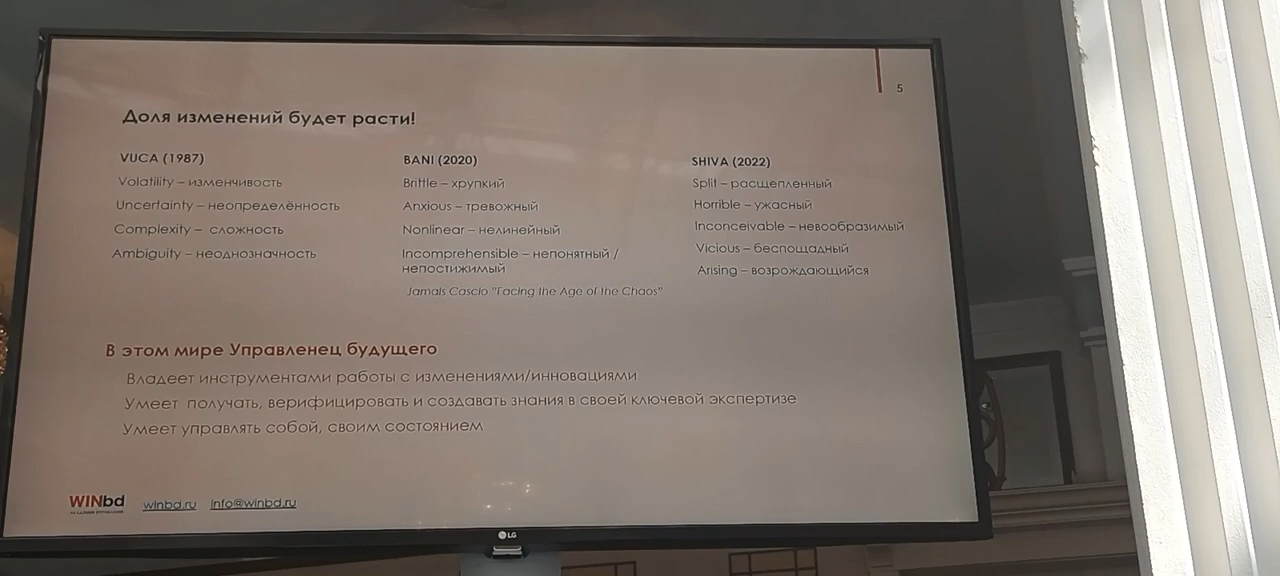 5
Доля изменений будет расти!
VUCA (1987)
Volatility – изменчивость
Uncertainty – неопределённость
Complexity – сложность
Ambiguity – неоднозначность
BANI (2020)
Brittle – хрупкий
Anxious – тревожный
Nonlinear – нелинейный
Incomprehensible – непонятный /
непостижимый
Jamais Cascio "Facing the Age of the Chaos"
SHIVA (2022)
Split – расщепленный
Horrible – ужасный
Inconceivable – невообразимый
Vicious – беспощадный
Arising – возрождающийся
В этом мире Управленец будущего
Владеет инструментами работы с изменениями/инновациями
Умеет получать, верифицировать и создавать знания в своей ключевой экспертизе
Умеет управлять собой, своим состоянием
WINbd
winbd.ru info@winbd.ru
LG